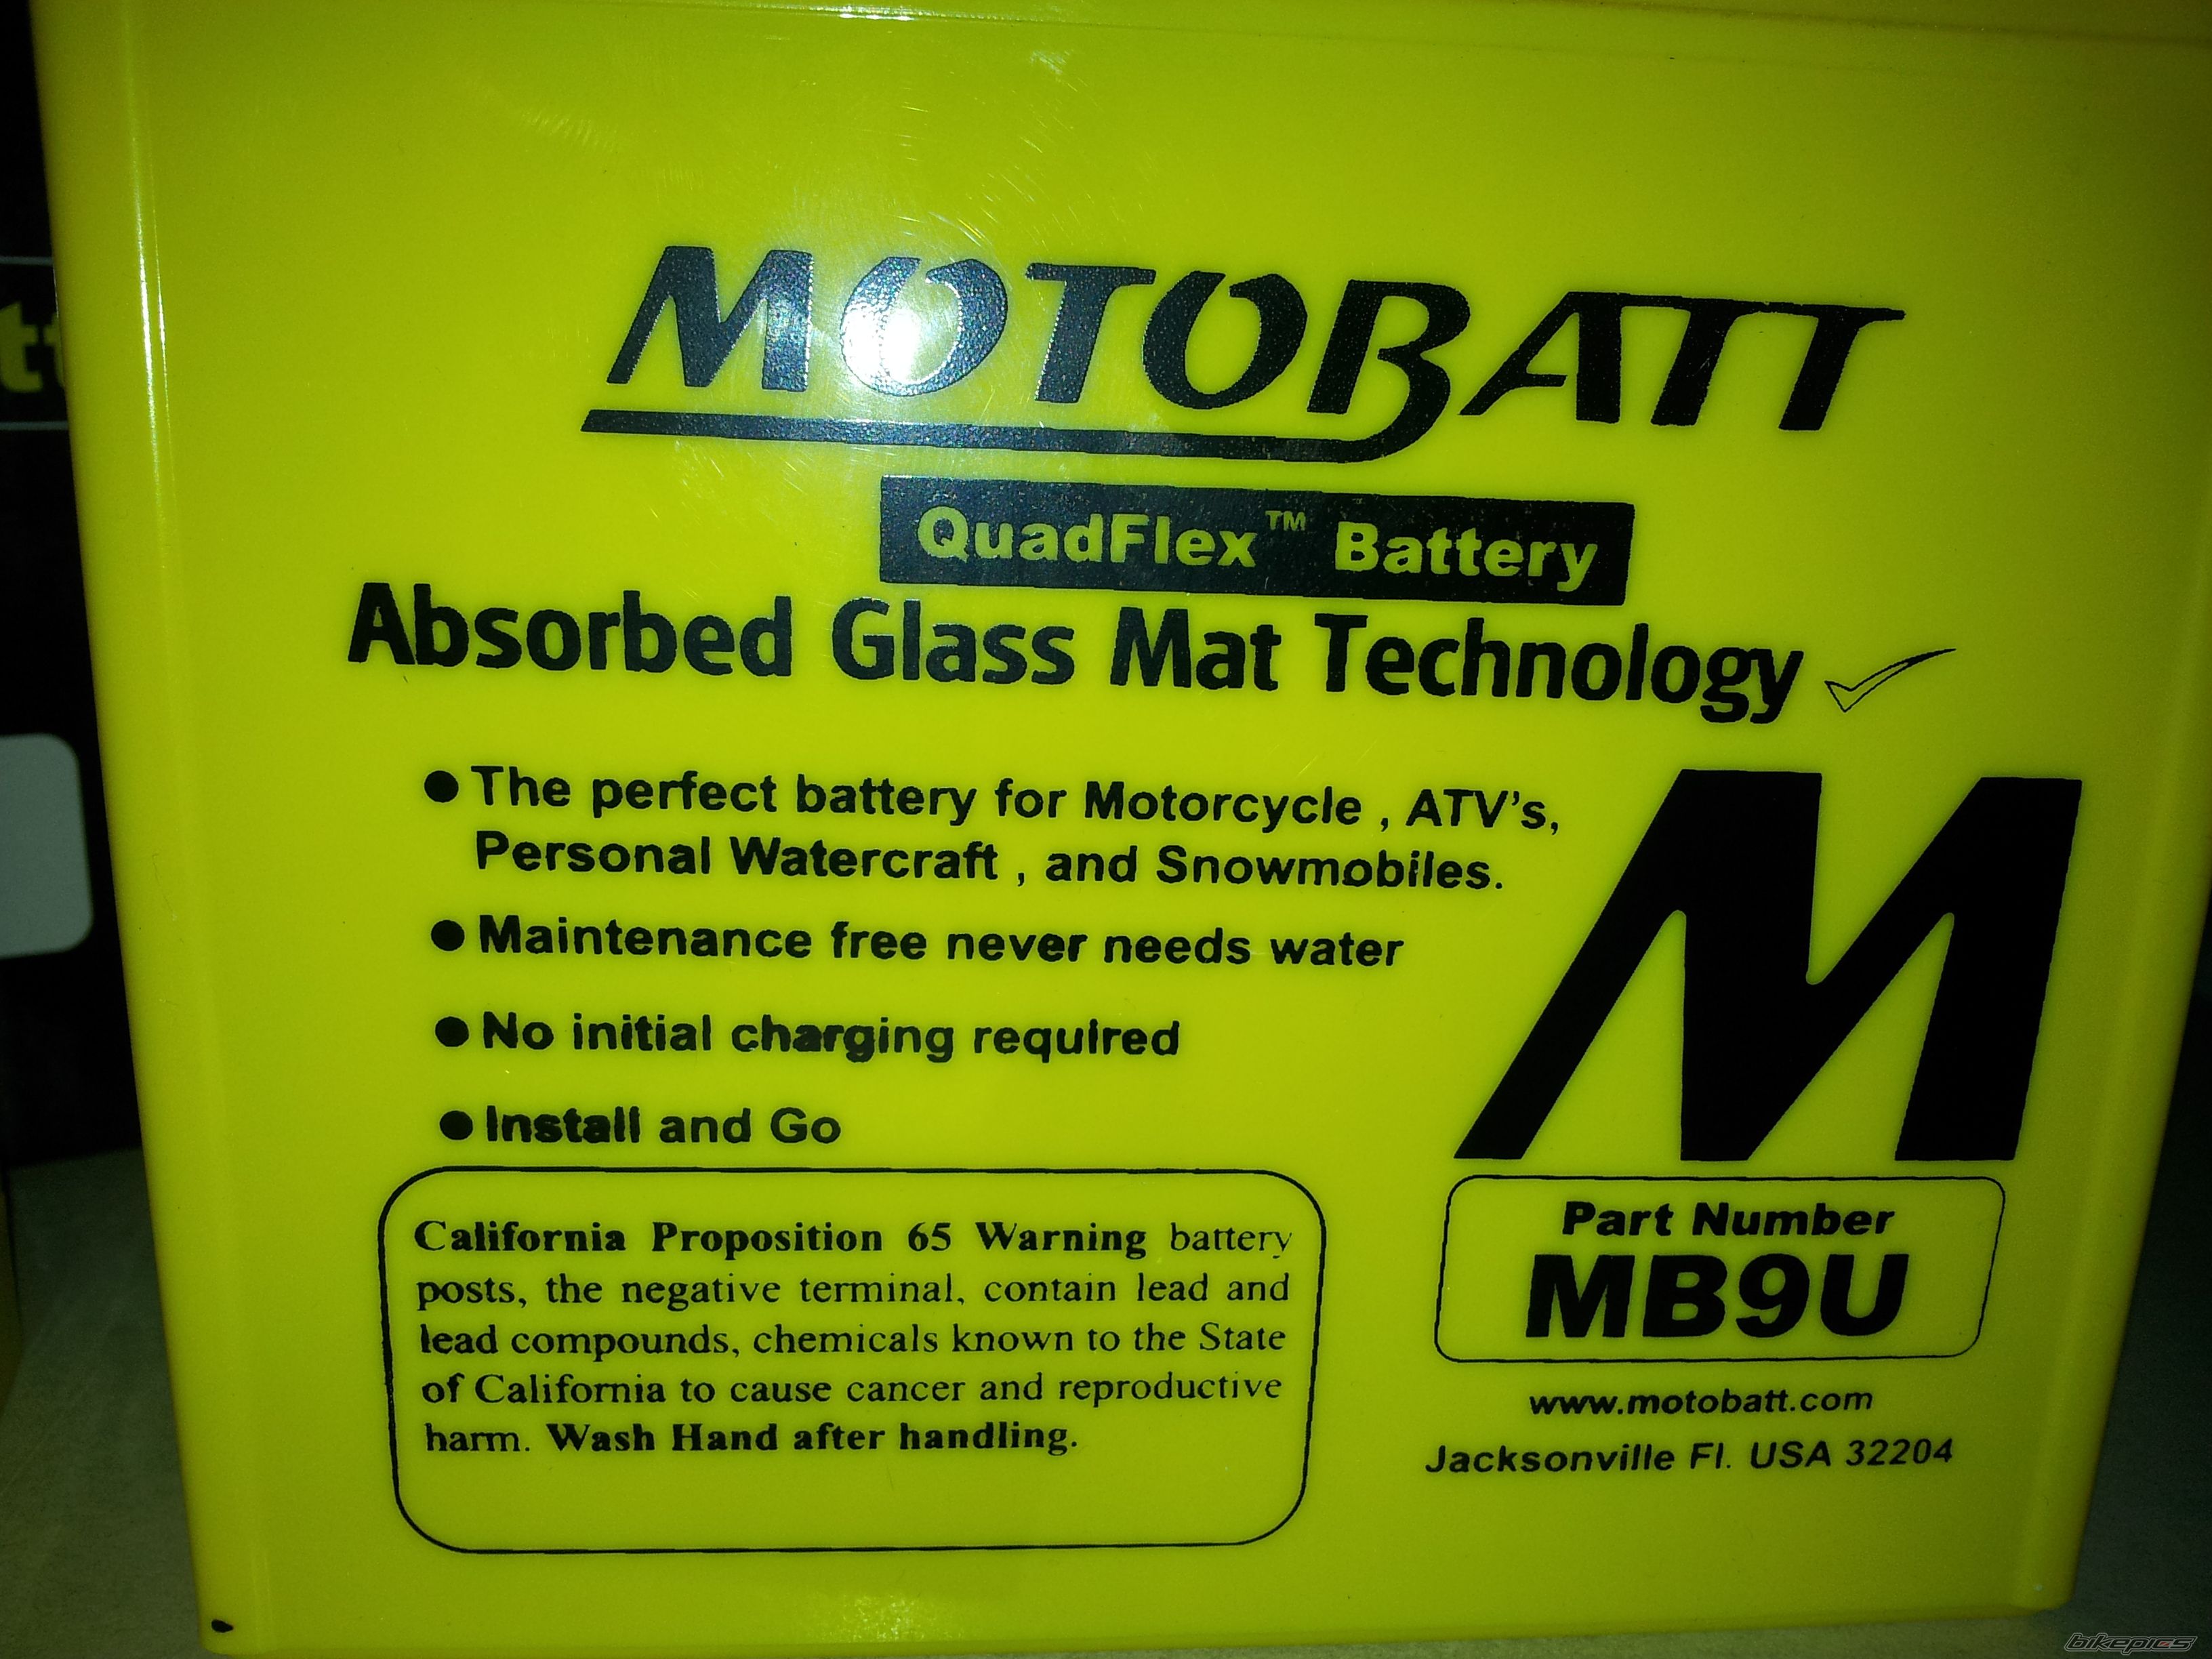 MOTOBATT
QuadFlex™ Battery
Absorbed Glass Mat Technology
tt
● The perfect battery for Motorcycle , ATV's,
Personal Watercraft , and Snowmobiles.
● Maintenance free never needs water
● No initial charging required
● Install and Go
M
California Proposition 65 Warning battery
posts, the negative terminal, contain lead and
lead compounds, chemicals known to the State
of California to cause cancer and reproductive
harm. Wash Hand after handling.
Part Number
MB9U
www.motobatt.com
Jacksonville Fl. USA 32204
bikepics